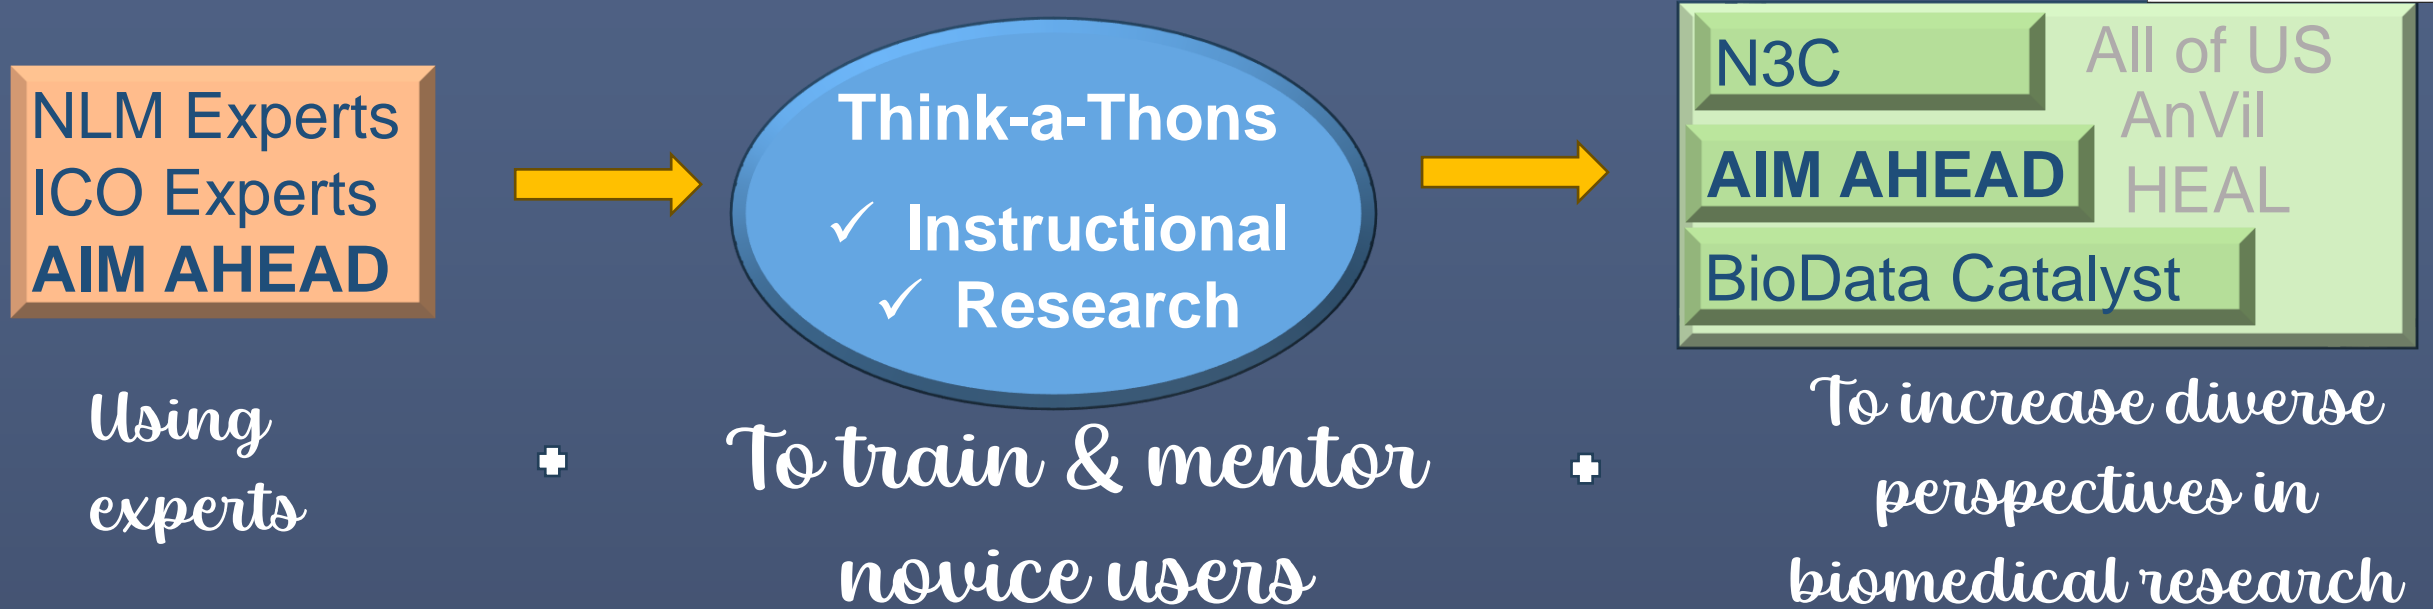 NLM Experts
ICO Experts
AIM AHEAD
Using
experts
Think-a-Thons
✓ Instructional
✓ Research
To train & mentor
novice users
N3C
AIM AHEAD
BioData Catalyst
All of US
AnVil
HEAL
To increase diverse
perspectives in
biomedical research